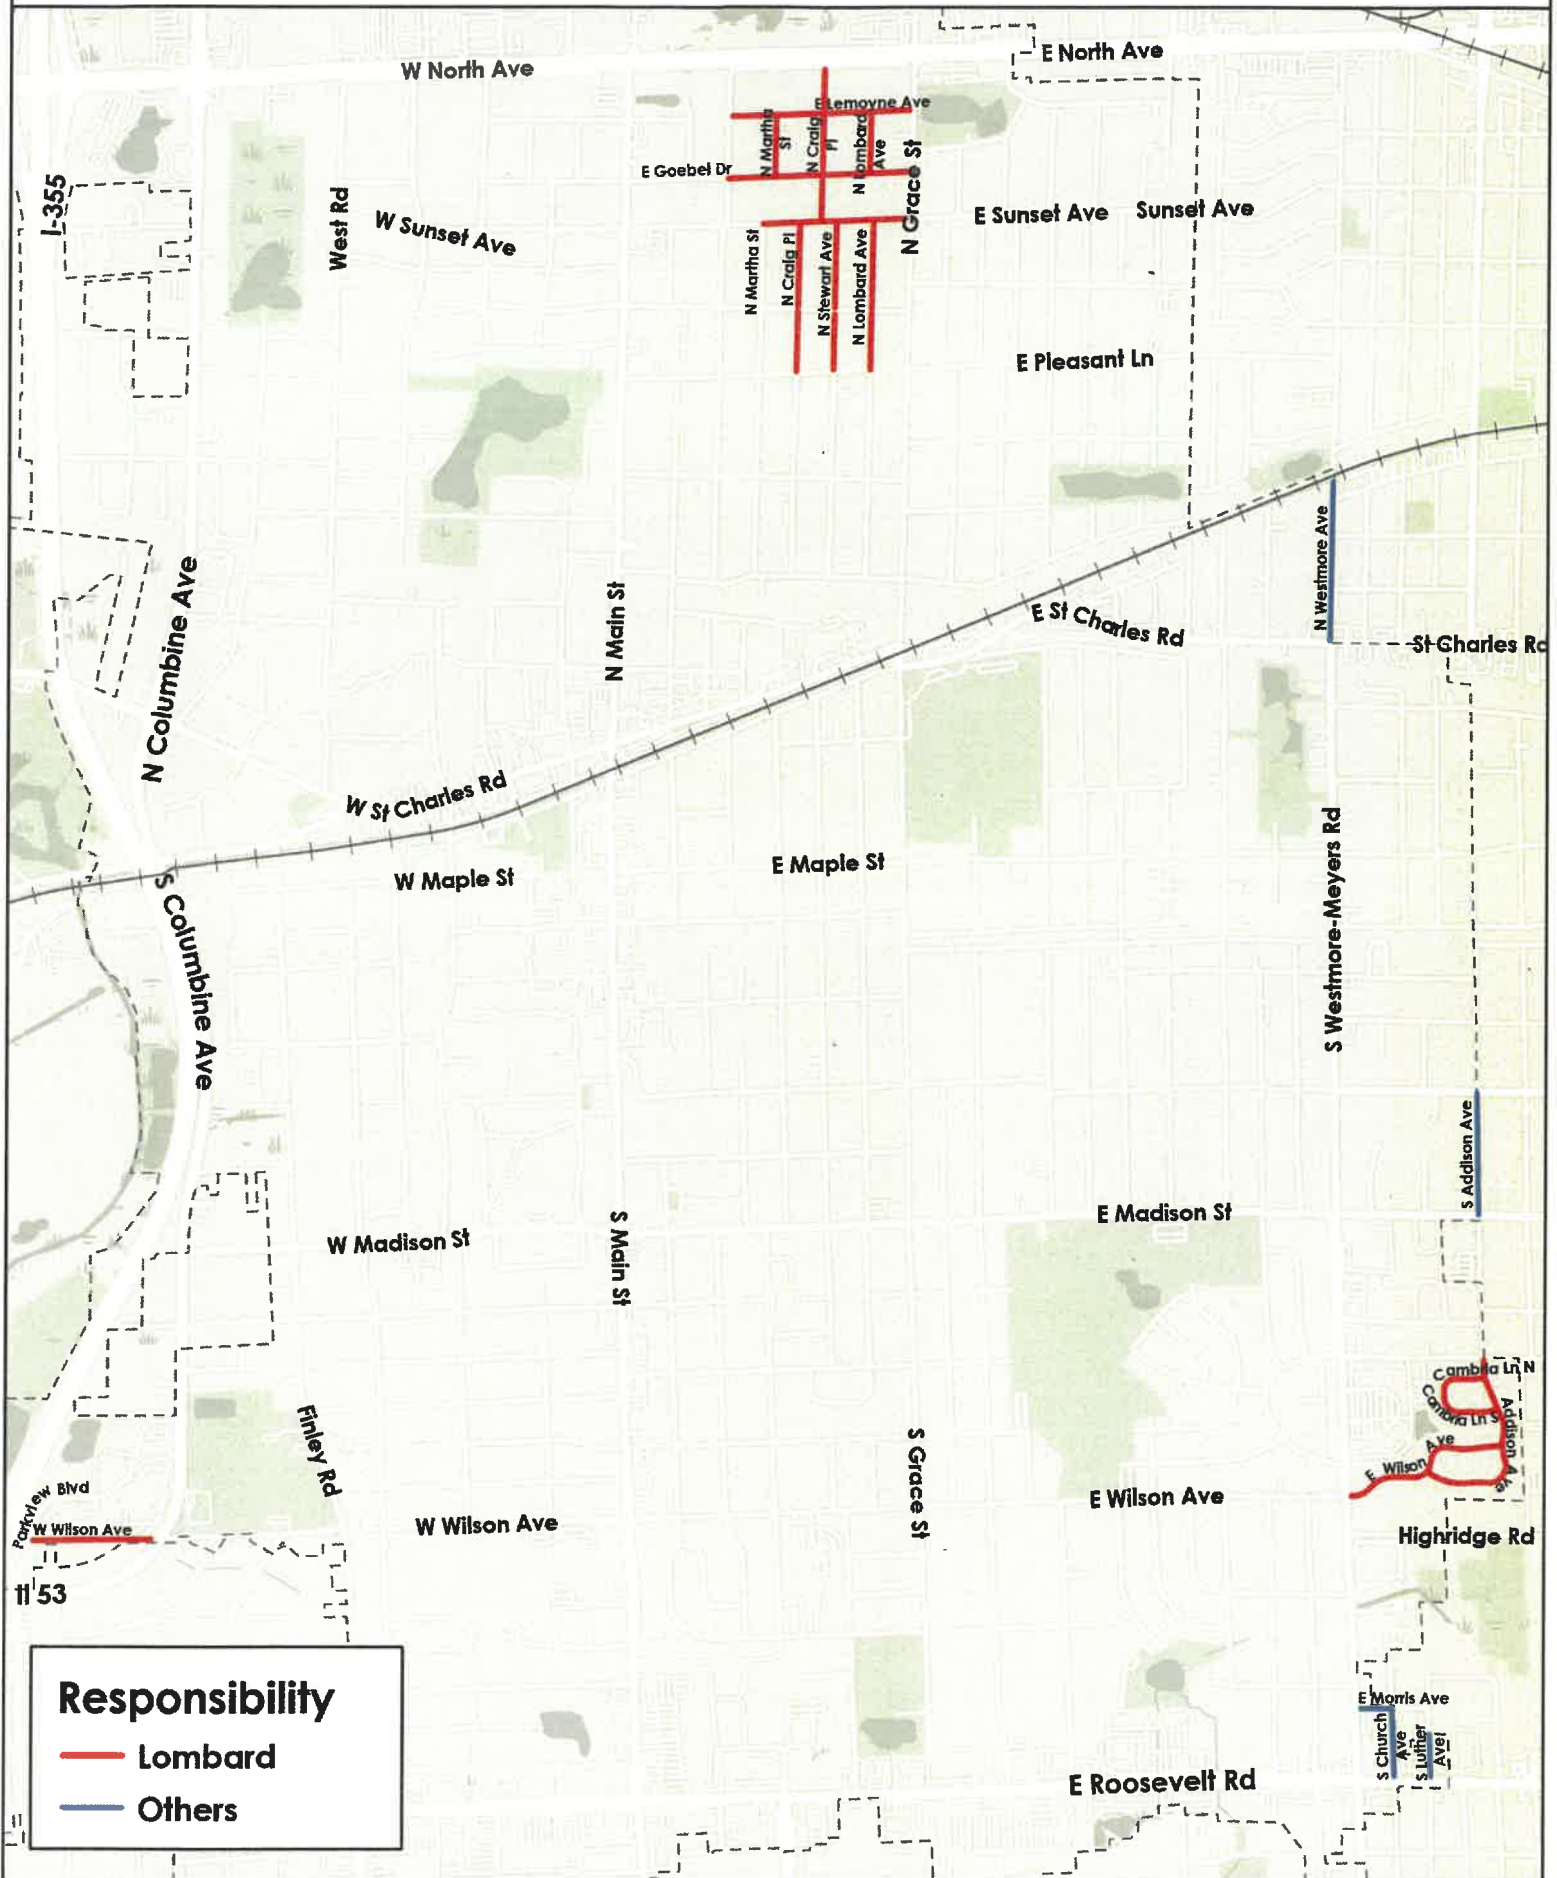 E North Ave
W North Ave
E Lemoyne Ave
N Martha
St
N Craig
Pl
N Lombard
Ave
E Goebel Dr
N Grace St
I-355
West Rd
W Sunset Ave
E Sunset Ave
Sunset Ave
N Martha St
N Craig Pl
N Stewart Ave
N Lombard Ave
E Pleasant Ln
N Westmore Ave
N Columbine Ave
N Main St
E St Charles Rd
St Charles Rd
W St Charles Rd
W Maple St
E Maple St
S Columbine Ave
S Westmore-Meyers Rd
S Addison Ave
E Madison St
W Madison St
S Main St
Cambria Ln N
Cambria Ln S
Addison Ave
Finley Rd
S Grace St
E Wilson Ave
E Wilson Ave
Parkview Blvd
W Wilson Ave
W Wilson Ave
Highridge Rd
Il 53
Responsibility
Lombard
Others
E Morris Ave
S Church
Ave
S Luther
Ave
E Roosevelt Rd